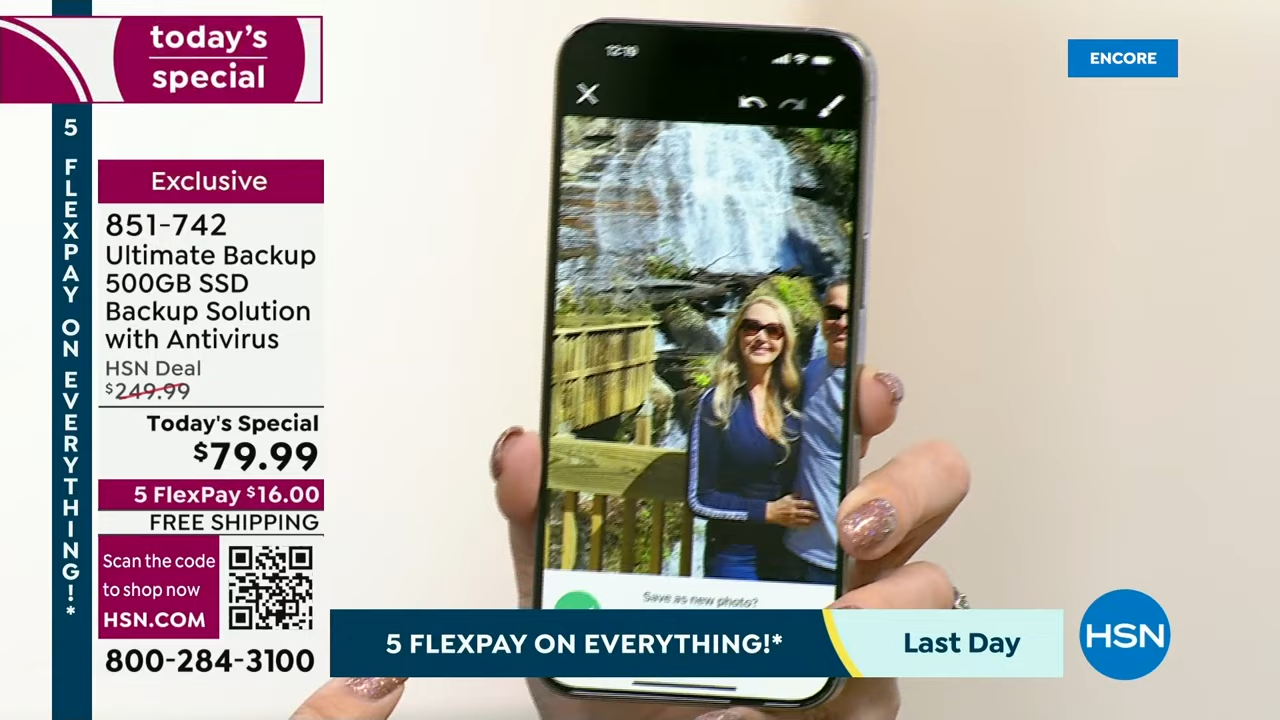 today's
special
5 FLEXPAY ON EVERYTHING!*
Exclusive
851-742
Ultimate Backup
500GB SSD
Backup Solution
with Antivirus
HSN Deal
$249.99
Today's Special
$79.99
5 FlexPay $16.00
FREE SHIPPING
Scan the code
to shop now
HSN.COM
800-284-3100
ENCORE
12:19
Save as new photo?
5 FLEXPAY ON EVERYTHING!*
Last Day
HSN